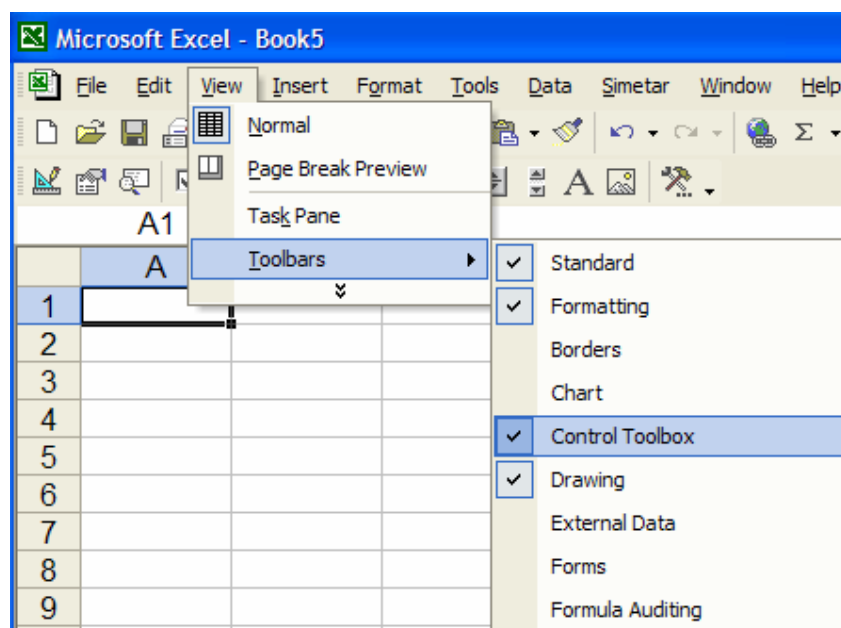 Microsoft Excel - Book5
File Edit View Insert Format Tools Data Simetar Window Help
Normal
Page Break Preview
Task Pane
Toolbars
A1
A
1
2
3
4
5
6
7
8
9
Standard
Formatting
Borders
Chart
Control Toolbox
Drawing
External Data
Forms
Formula Auditing